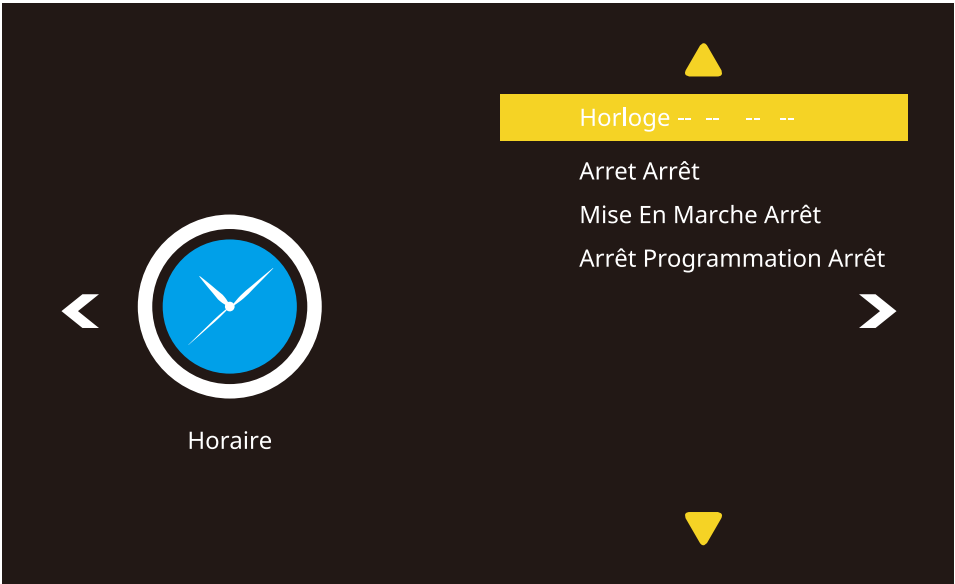 Horloge -- -- -- --
Arret Arrêt
Mise En Marche Arrêt
Arrêt Programmation Arrêt
Horaire